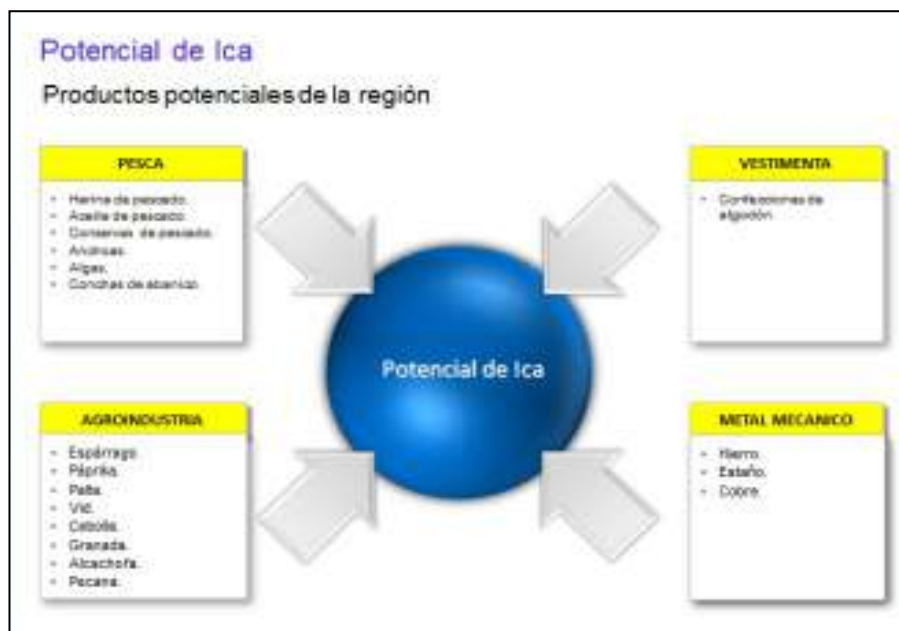 Potencial de Ica
Productos potenciales de la región
PESCA
- Harina de pescado.
- Aceite de pescado.
- Conservas de pescado.
- Anchoas.
- Algas.
- Conchas de abanico.
VESTIMENTA
- Confecciones de
algodón.
Potencial de Ica
AGROINDUSTRIA
- Espárrago.
- Páprika.
- Palta.
- Vid.
- Cebolla.
- Granada.
- Alcachofa.
- Pecana.
METAL MECANICO
- Hierro.
- Estaño.
- Cobre.